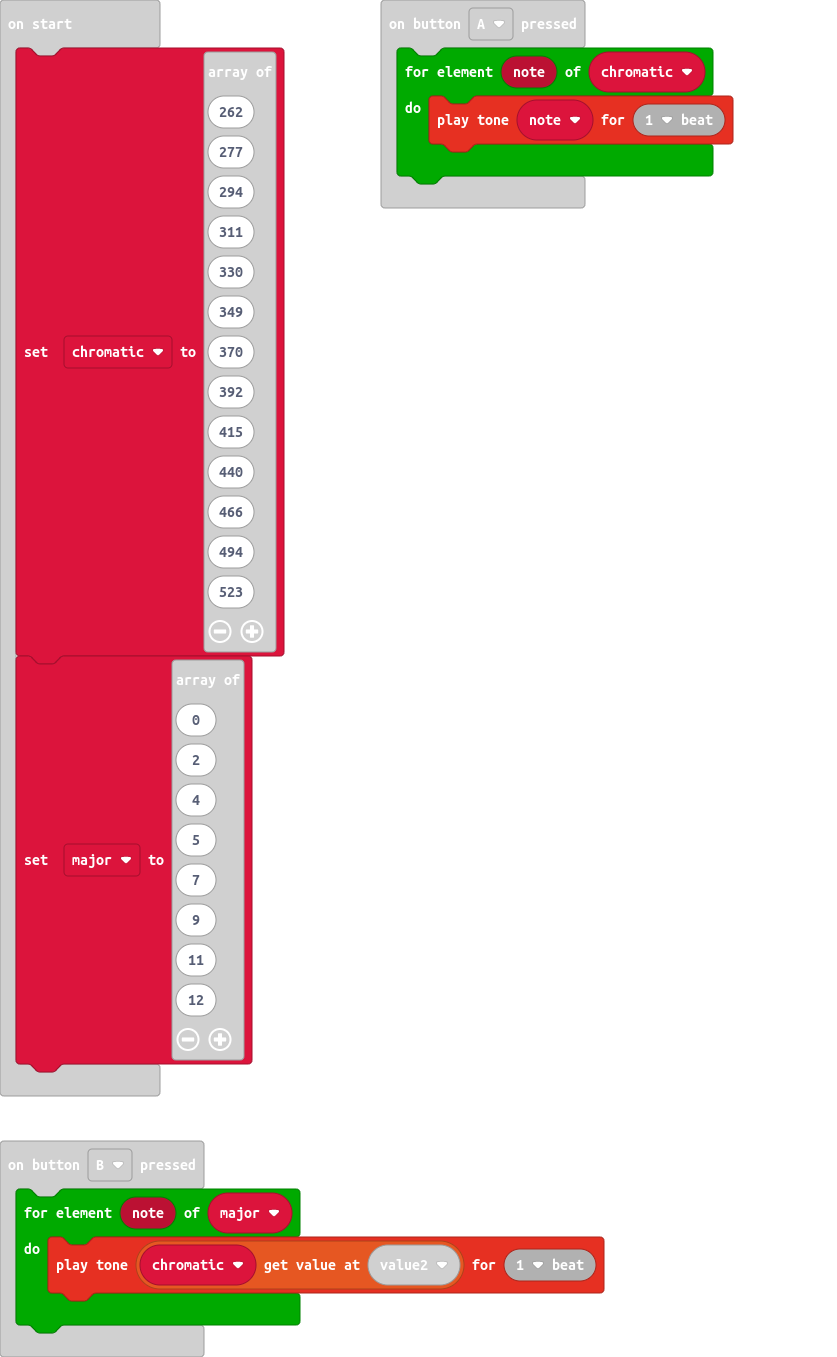 on start
set chromatic to array of
262
277
294
311
330
349
370
392
415
440
466
494
523
set major to array of
0
2
4
5
7
9
11
12
on button A pressed
for element note of chromatic
do play tone note for 1 beat
on button B pressed
for element note of major
do play tone chromatic get value at value2 for 1 beat